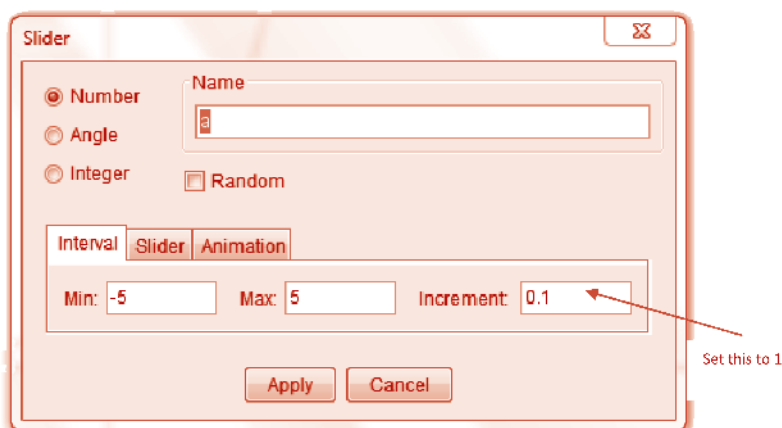 Slider
Number
Name
a
Angle
Integer
Random
Interval Slider Animation
Min: -5 Max: 5 Increment: 0.1
Set this to 1
Apply Cancel